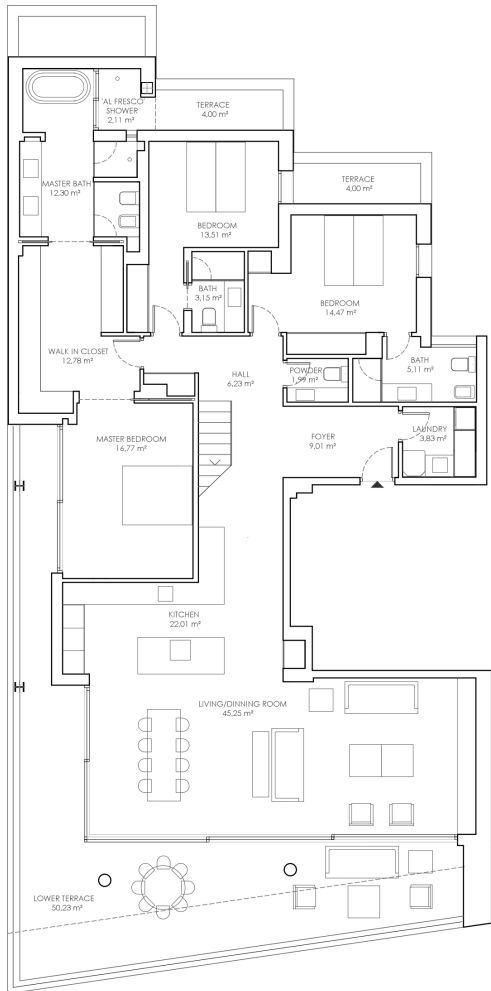 'AL FRESCO'
SHOWER
2,11 m²
TERRACE
4,00 m²
TERRACE
4,00 m²
MASTER BATH
12,30 m²
BEDROOM
13,51 m²
BATH
3,15 m²
BEDROOM
14,47 m²
WALK IN CLOSET
12,78 m²
HALL
6,23 m²
POWDER
1,99 m²
BATH
5,11 m²
MASTER BEDROOM
16,77 m²
FOYER
9,01 m²
LAUNDRY
3,83 m²
KITCHEN
22,01 m²
LIVING/DINNING ROOM
45,25 m²
LOWER TERRACE
50,23 m²